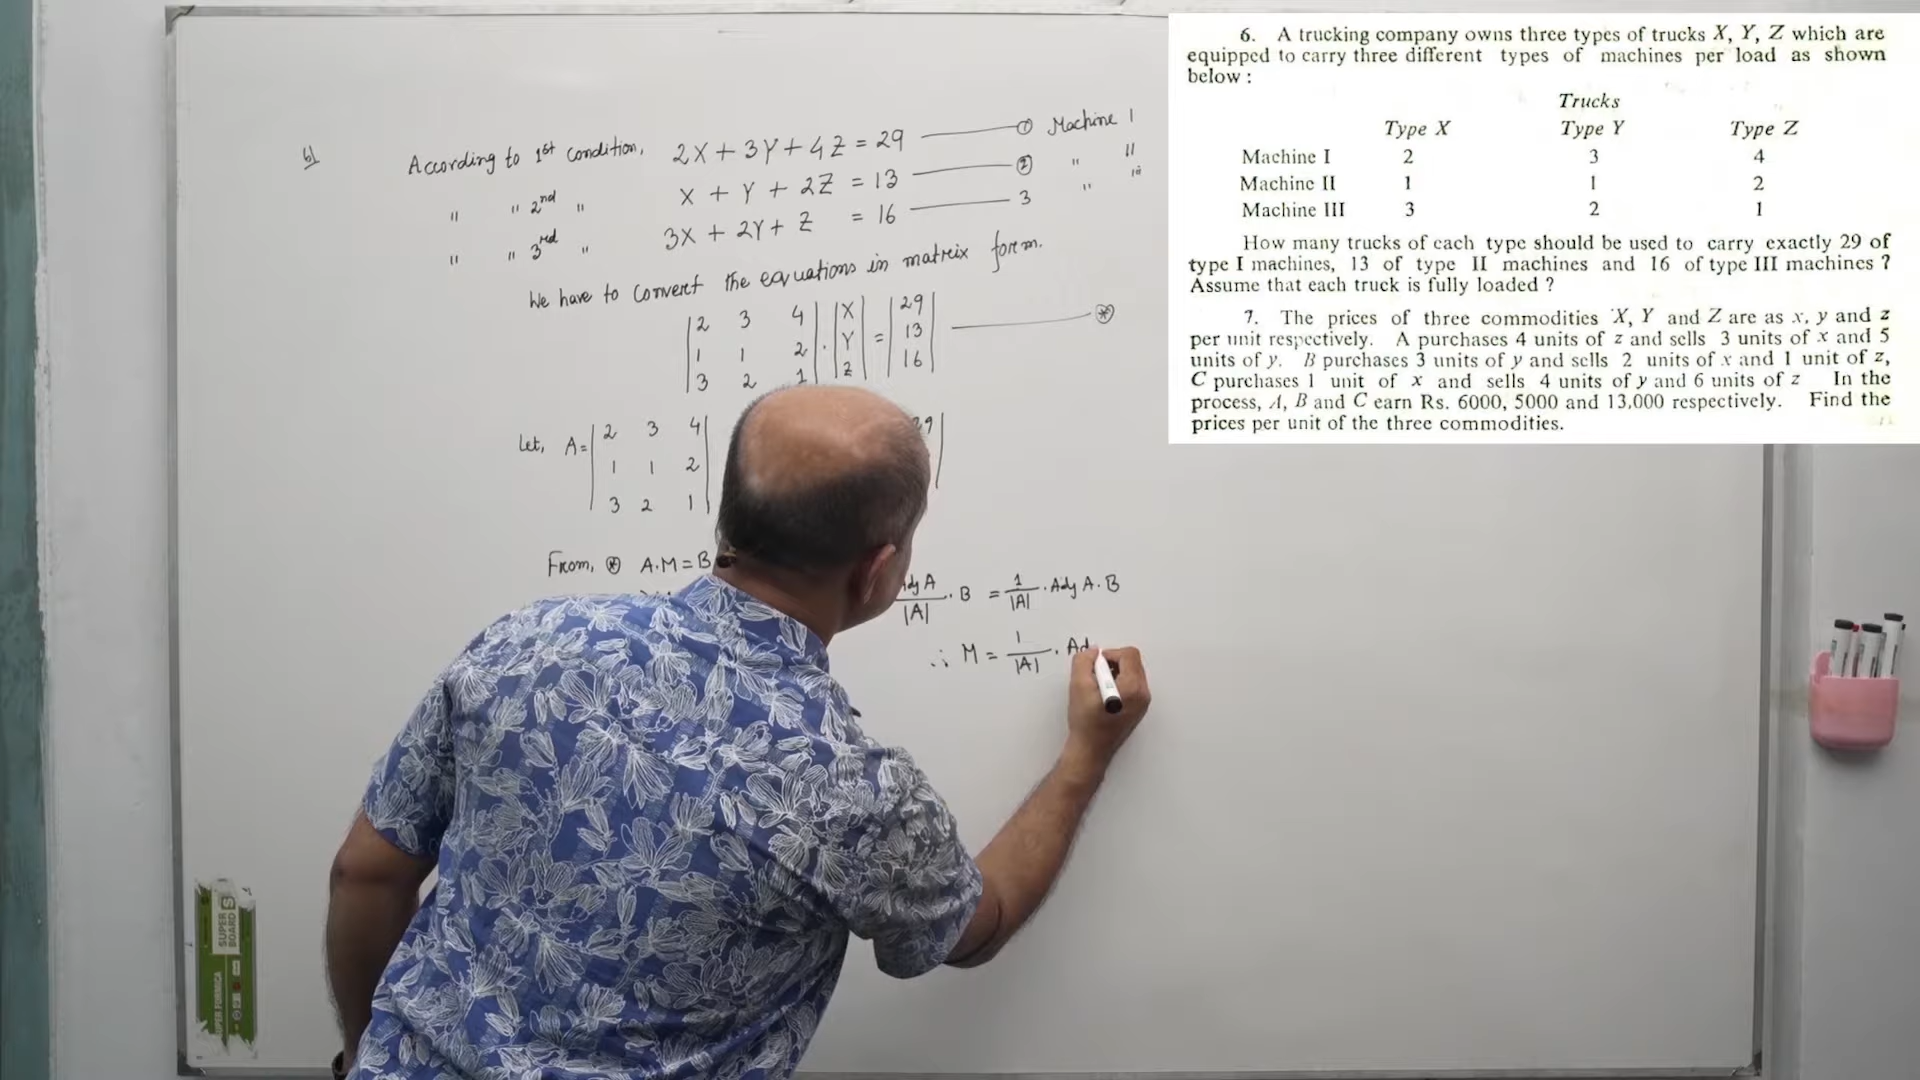 6. A trucking company owns three types of trucks X, Y, Z which are
equipped to carry three different types of machines per load as shown
below :
Trucks
Type X Type Y Type Z
Machine I 2 3 4
Machine II 1 1 2
Machine III 3 2 1
How many trucks of each type should be used to carry exactly 29 of
type I machines, 13 of type II machines and 16 of type III machines ?
Assume that each truck is fully loaded ?
7. The prices of three commodities X, Y and Z are as x, y and z
per unit respectively. A purchases 4 units of z and sells 3 units of x and 5
units of y. B purchases 3 units of y and sells 2 units of x and 1 unit of z,
C purchases 1 unit of x and sells 4 units of y and 6 units of z In the
process, A, B and C earn Rs. 6000, 5000 and 13,000 respectively. Find the
prices per unit of the three commodities.
6) According to 1st condition, 2X + 3Y + 4Z = 29 ① Machine I
" " 2nd " X + Y + 2Z = 13 ② " II
" " 3rd " 3X + 2Y + Z = 16 3 " III
We have to convert the equations in matrix form.
| 2 3 4 | | X | | 29 |
| 1 1 2 | . | Y | = | 13 | ⊛
| 3 2 1 | | Z | | 16 |
Let, A = | 2 3 4 | 29 |
| 1 1 2 |
| 3 2 1 |
From, ⊛ A.M = B
Adj A / |A| . B = 1/|A| . Adj A . B
∴ M = 1/|A| . Ad
SUPER BOARD S
SUPER FORMICA